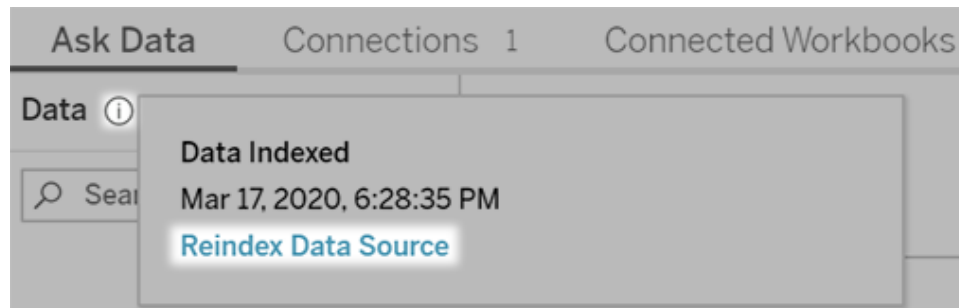 Ask Data Connections 1 Connected Workbooks
Data
Data Indexed
Mar 17, 2020, 6:28:35 PM
Reindex Data Source